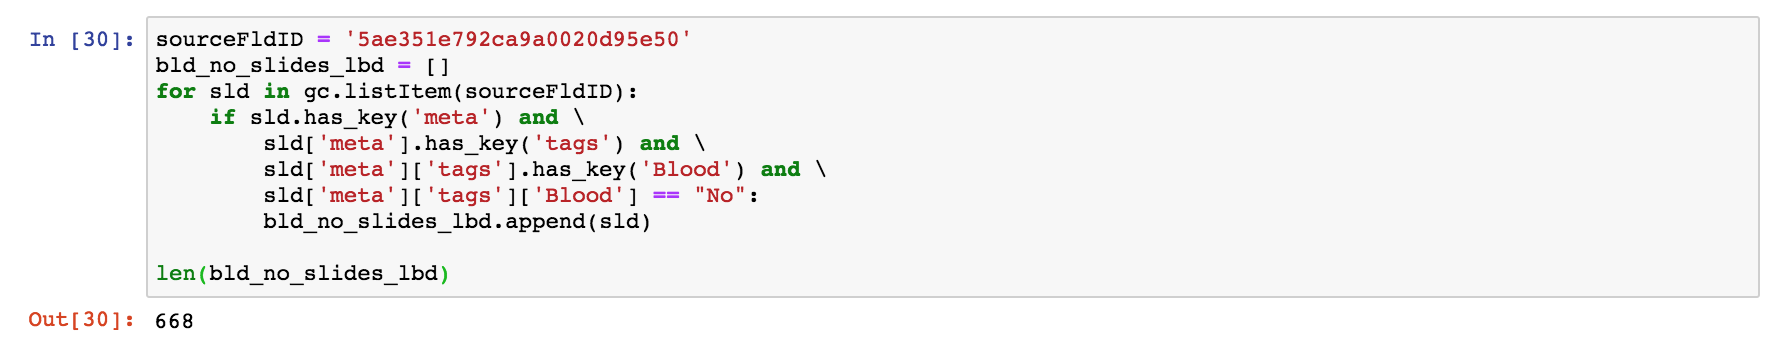 In [30]: sourceFldID = '5ae351e792ca9a0020d95e50'
bld_no_slides_lbd = []
for sld in gc.listItem(sourceFldID):
    if sld.has_key('meta') and \
        sld['meta'].has_key('tags') and \
        sld['meta']['tags'].has_key('Blood') and \
        sld['meta']['tags']['Blood'] == "No":
        bld_no_slides_lbd.append(sld)
len(bld_no_slides_lbd)
Out[30]: 668